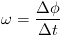 ω = Δϕ / Δt